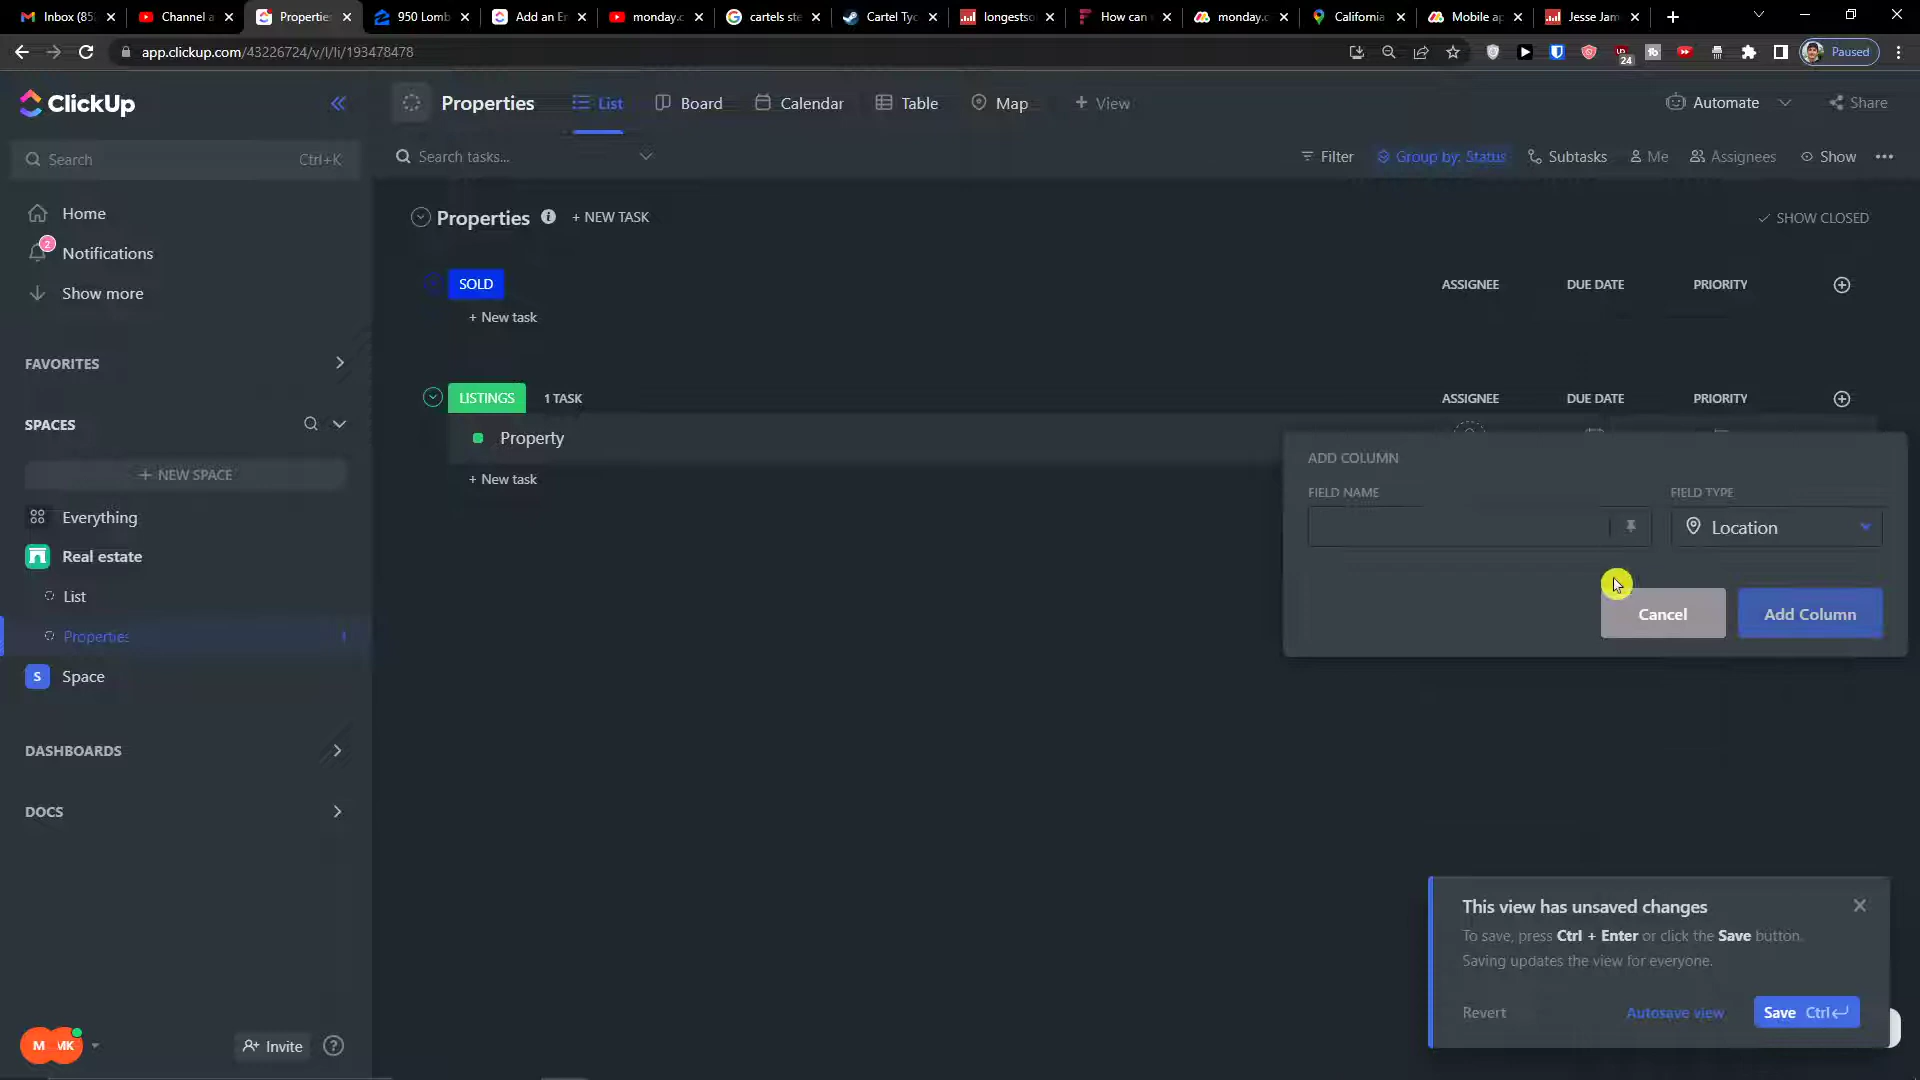 Inbox (85
Channel a
Propertie
950 Lomb
Add an Er
monday.c
cartels ste
Cartel Tyc
longestso
How can
monday.c
California
Mobile ap
Jesse Jam
app.clickup.com/43226724/v/l/li/193478478
24
Paused
ClickUp
Properties
List
Board
Calendar
Table
Map
+ View
Automate
Share
Search
Ctrl+K
Search tasks...
Filter
Group by: Status
Subtasks
Me
Assignees
Show
Home
2
Notifications
Show more
Properties
+ NEW TASK
SHOW CLOSED
SOLD
ASSIGNEE
DUE DATE
PRIORITY
+ New task
FAVORITES
LISTINGS
1 TASK
ASSIGNEE
DUE DATE
PRIORITY
SPACES
Property
+ NEW SPACE
+ New task
ADD COLUMN
FIELD NAME
FIELD TYPE
Location
Cancel
Add Column
Everything
Real estate
List
Properties
1
S
Space
DASHBOARDS
DOCS
This view has unsaved changes
To save, press Ctrl + Enter or click the Save button.
Saving updates the view for everyone.
Revert
Autosave view
Save Ctrl
M
MK
Invite
?